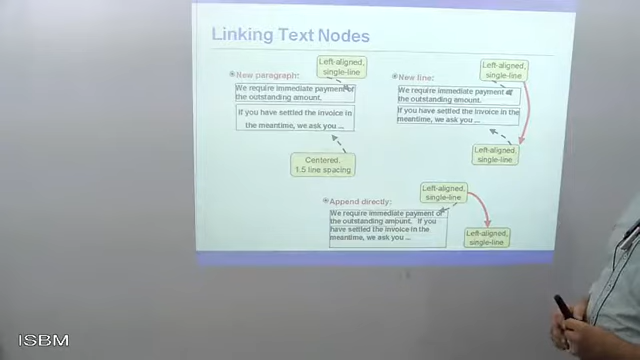 Linking Text Nodes
New paragraph:
Left-aligned,
single-line
We require immediate payment of
the outstanding amount.
If you have settled the invoice in
the meantime, we ask you ...
Centered,
1.5 line spacing
New line:
Left-aligned,
single-line
We require immediate payment of
the outstanding amount.
If you have settled the invoice in the
meantime, we ask you ...
Left-aligned,
single-line
Append directly:
Left-aligned,
single-line
We require immediate payment of
the outstanding amount. If you
have settled the invoice in the
meantime, we ask you ...
Left-aligned,
single-line
ISBM